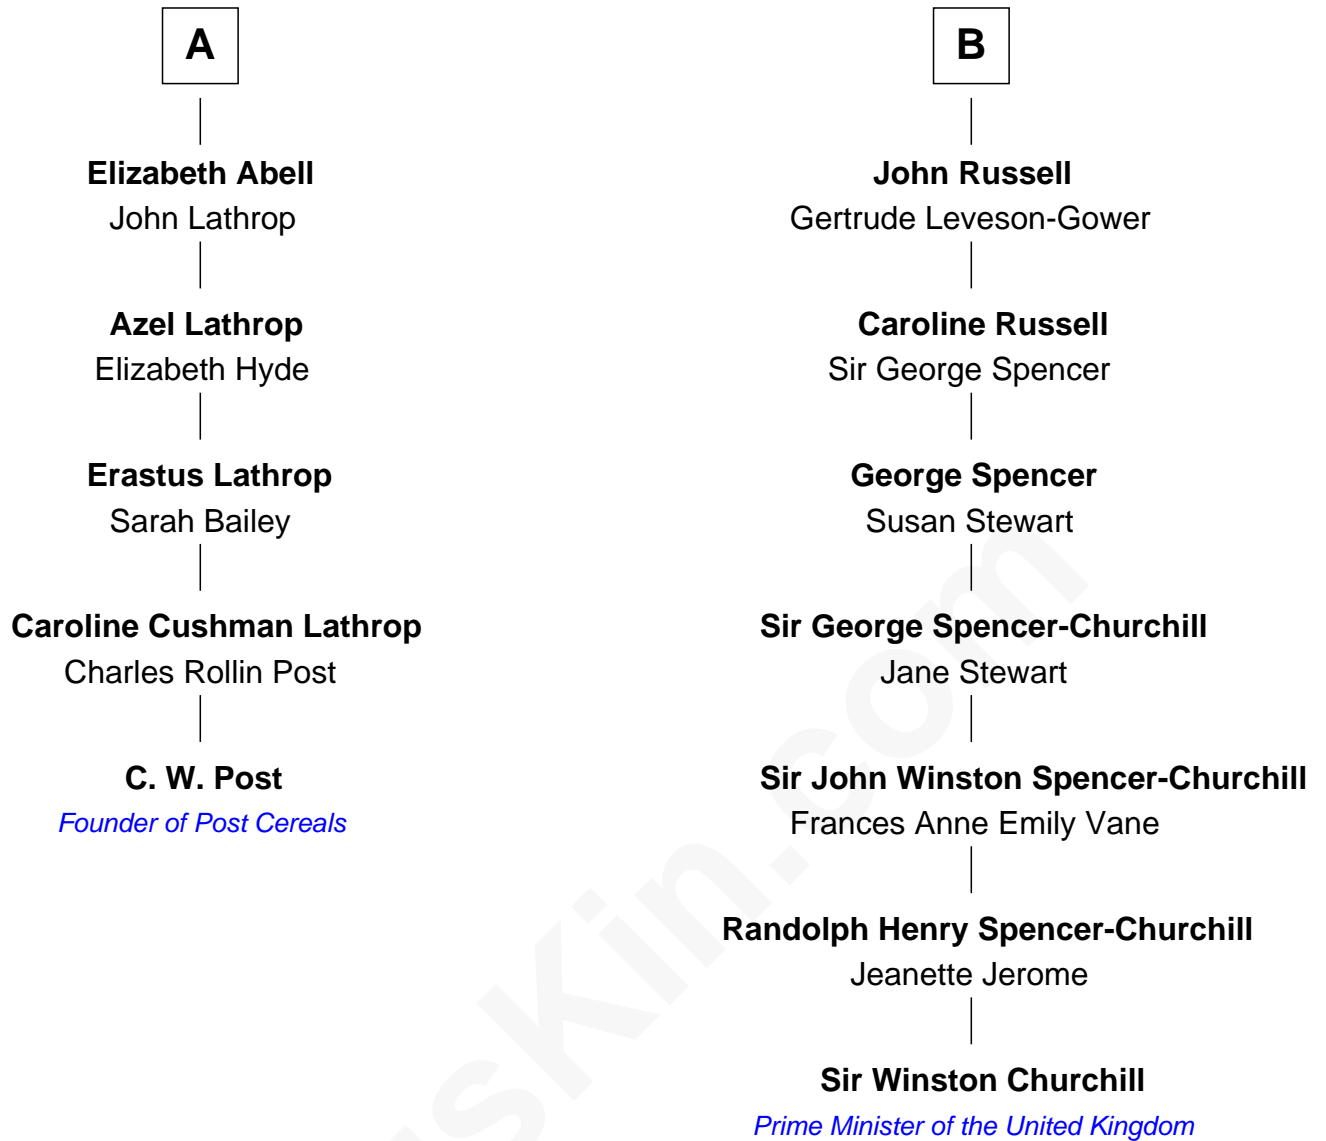 A
Elizabeth Abell
John Lathrop
Azel Lathrop
Elizabeth Hyde
Erastus Lathrop
Sarah Bailey
Caroline Cushman Lathrop
Charles Rollin Post
C. W. Post
Founder of Post Cereals
B
John Russell
Gertrude Leveson-Gower
Caroline Russell
Sir George Spencer
George Spencer
Susan Stewart
Sir George Spencer-Churchill
Jane Stewart
Sir John Winston Spencer-Churchill
Frances Anne Emily Vane
Randolph Henry Spencer-Churchill
Jeanette Jerome
Sir Winston Churchill
Prime Minister of the United Kingdom